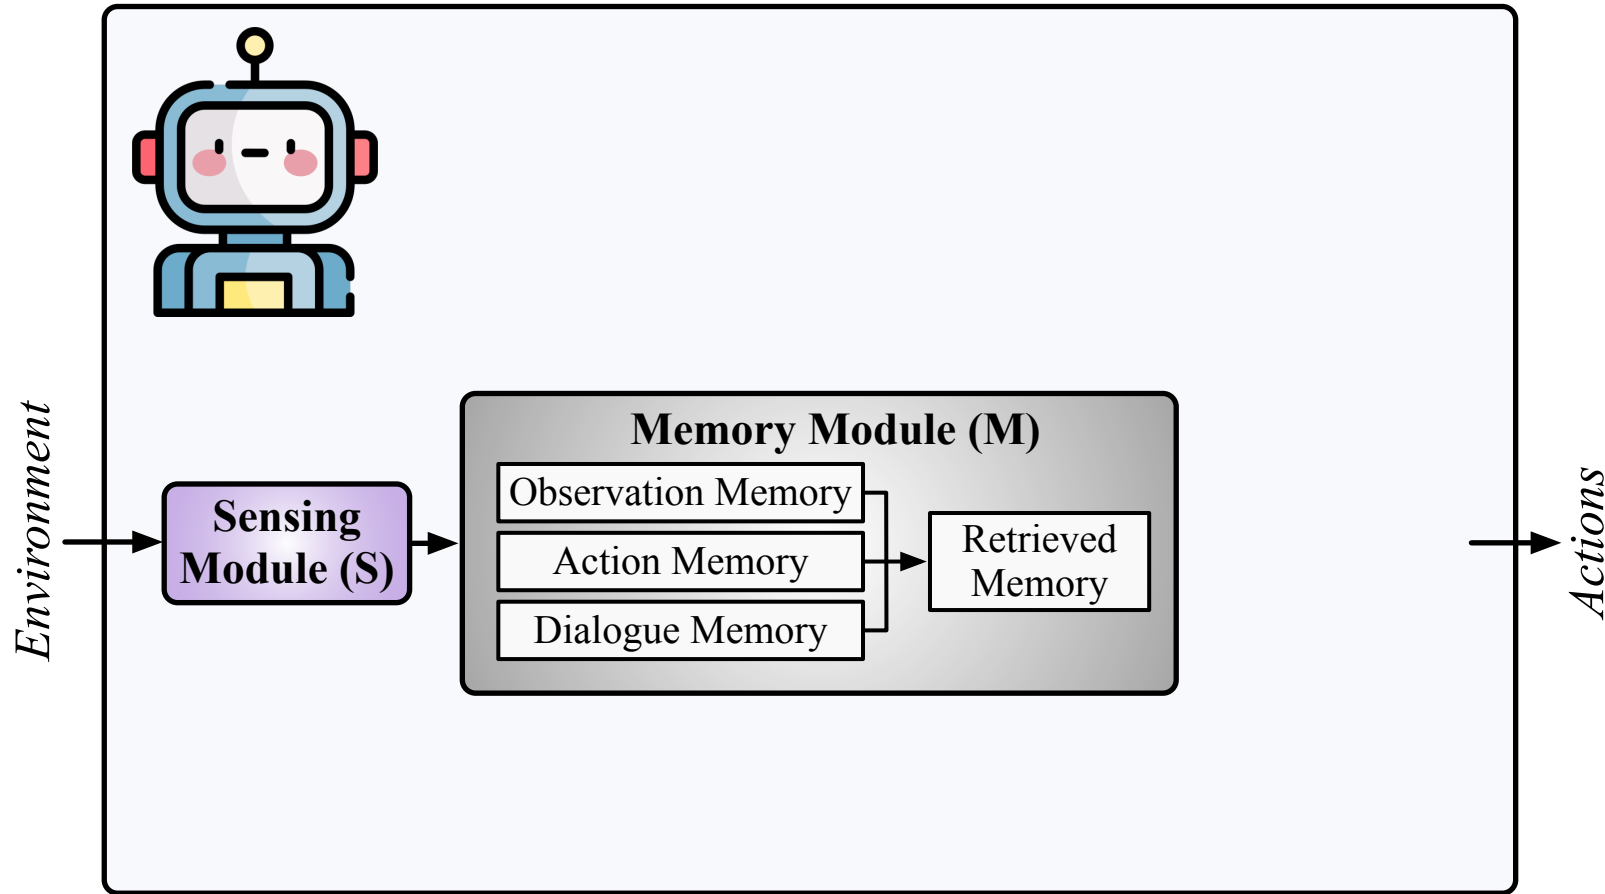 Environment
Sensing
Module (S)
Memory Module (M)
Observation Memory
Action Memory
Dialogue Memory
Retrieved
Memory
Actions